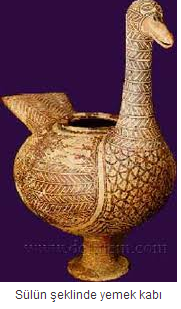 Sülün şeklinde yemek kabı